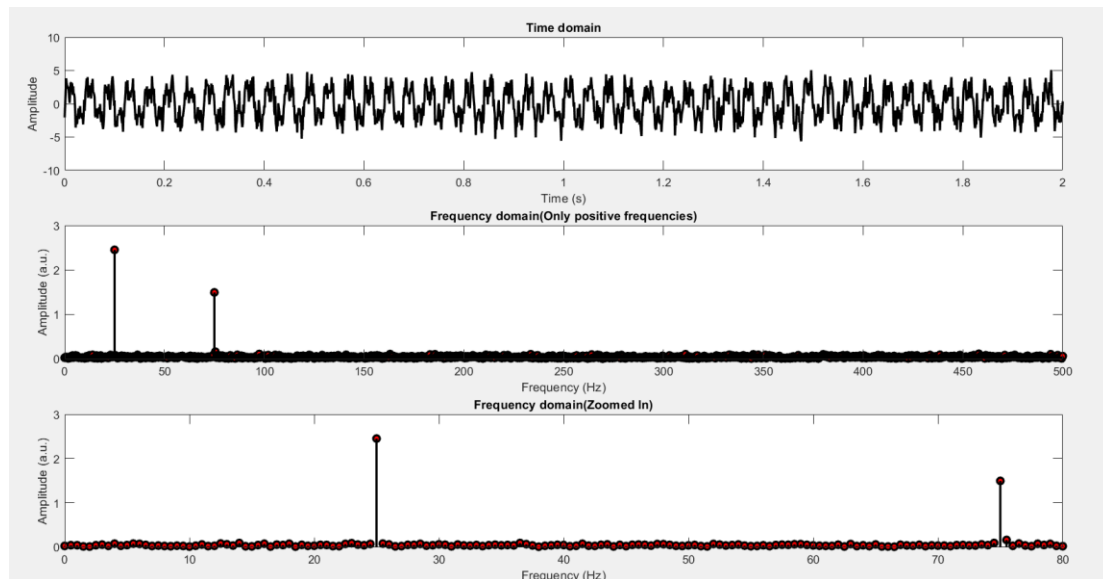 Time domain
10
5
0
-5
-10
Amplitude
0 0.2 0.4 0.6 0.8 1 1.2 1.4 1.6 1.8 2
Time (s)
Frequency domain(Only positive frequencies)
3
2
1
0
Amplitude (a.u.)
0 50 100 150 200 250 300 350 400 450 500
Frequency (Hz)
Frequency domain(Zoomed In)
3
2
1
0
Amplitude (a.u.)
0 10 20 30 40 50 60 70 80
Frequency (Hz)